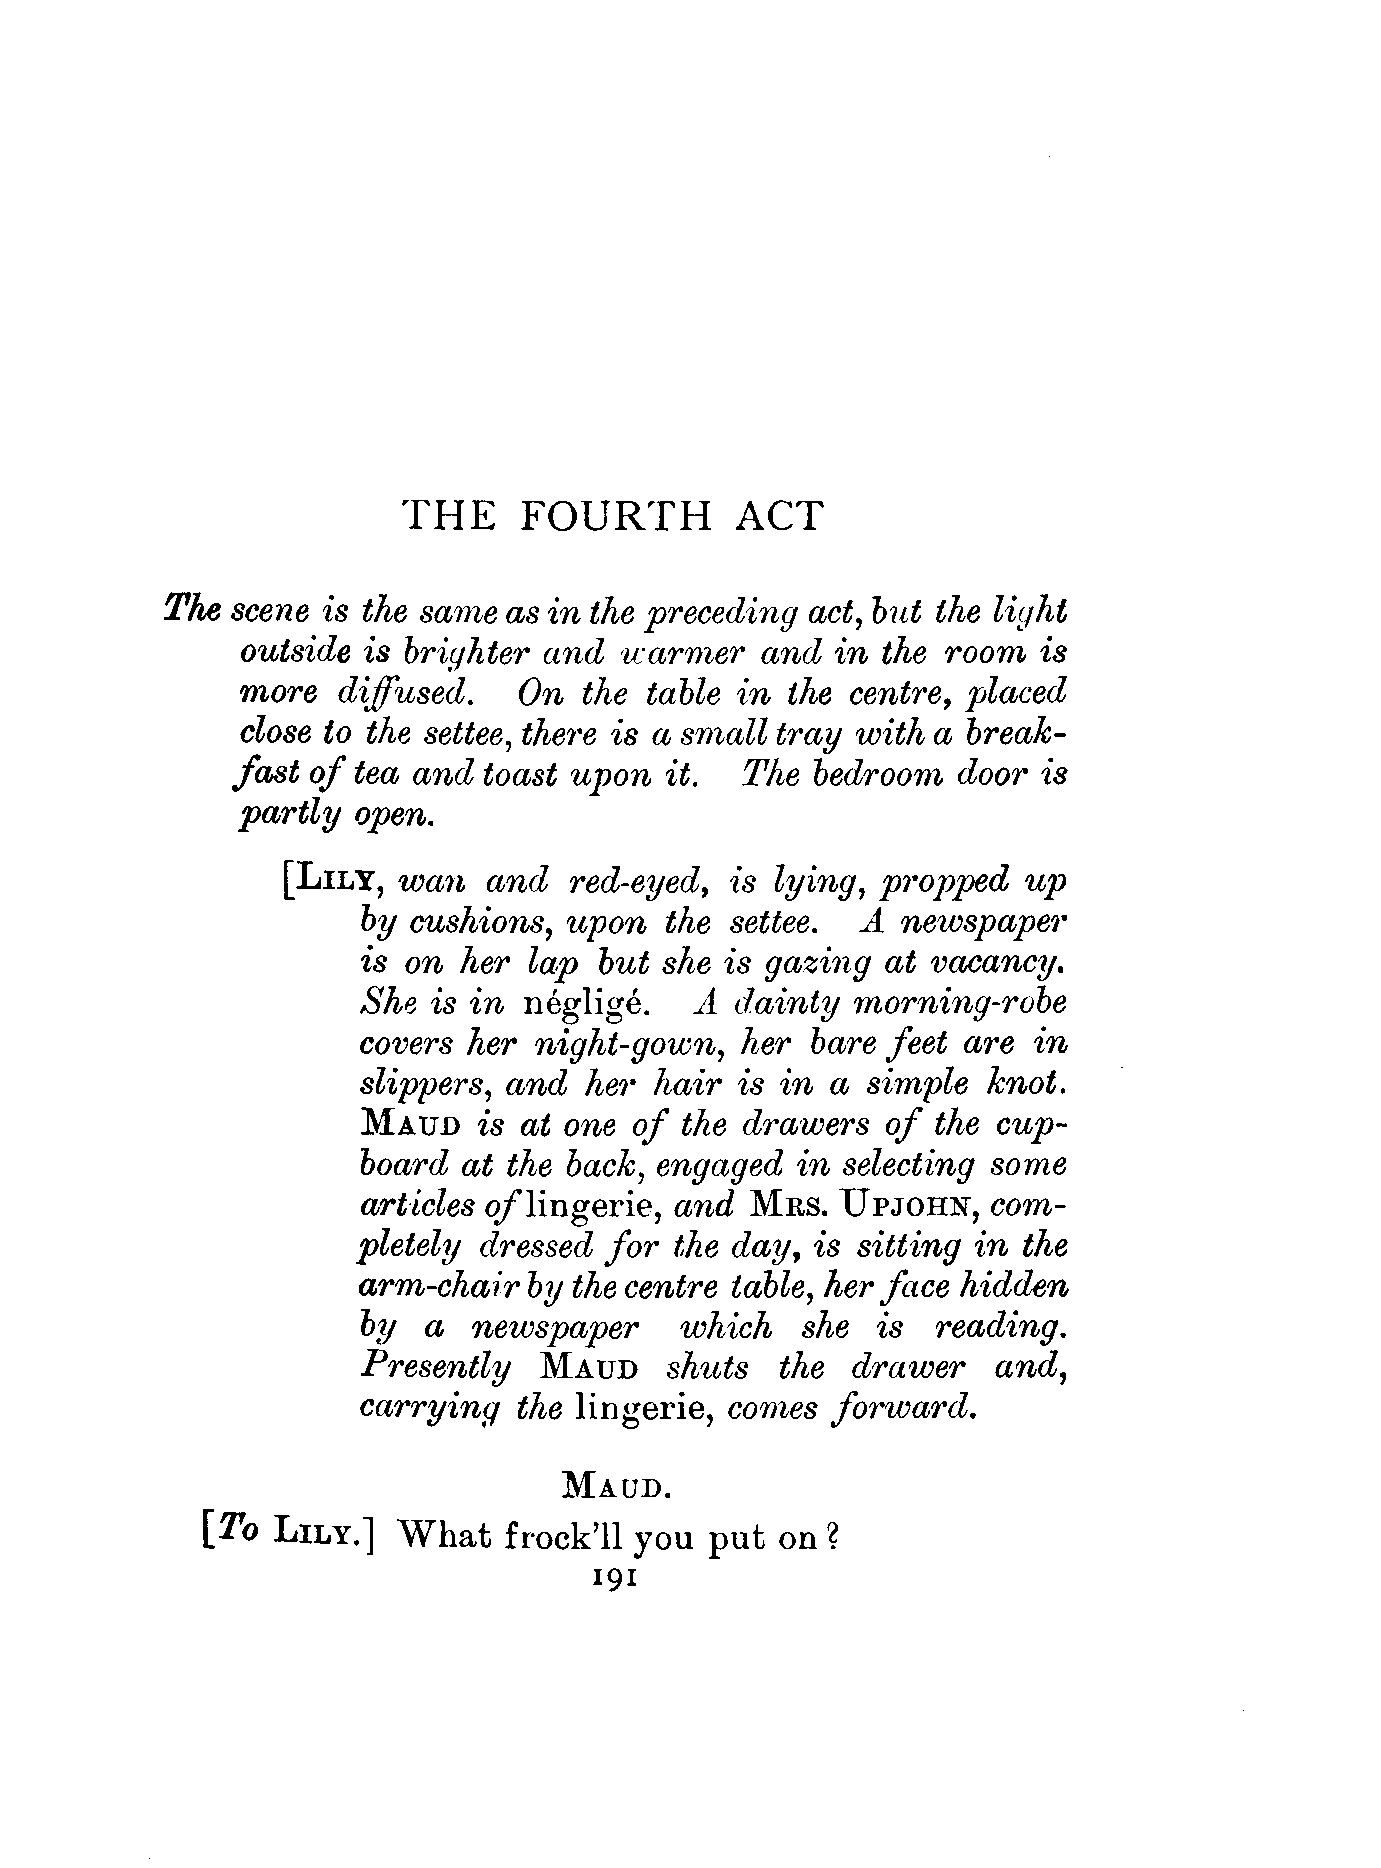 THE FOURTH ACT
The scene is the same as in the preceding act, but the light
outside is brighter and warmer and in the room is
more diffused. On the table in the centre, placed
close to the settee, there is a small tray with a break-
fast of tea and toast upon it. The bedroom door is
partly open.
[LILY, wan and red-eyed, is lying, propped up
by cushions, upon the settee. A newspaper
is on her lap but she is gazing at vacancy.
She is in négligé. A dainty morning-robe
covers her night-gown, her bare feet are in
slippers, and her hair is in a simple knot.
MAUD is at one of the drawers of the cup-
board at the back, engaged in selecting some
articles of lingerie, and MRS. UPJOHN, com-
pletely dressed for the day, is sitting in the
arm-chair by the centre table, her face hidden
by a newspaper which she is reading.
Presently MAUD shuts the drawer and,
carrying the lingerie, comes forward.
MAUD.
[To LILY.] What frock'll you put on?
191